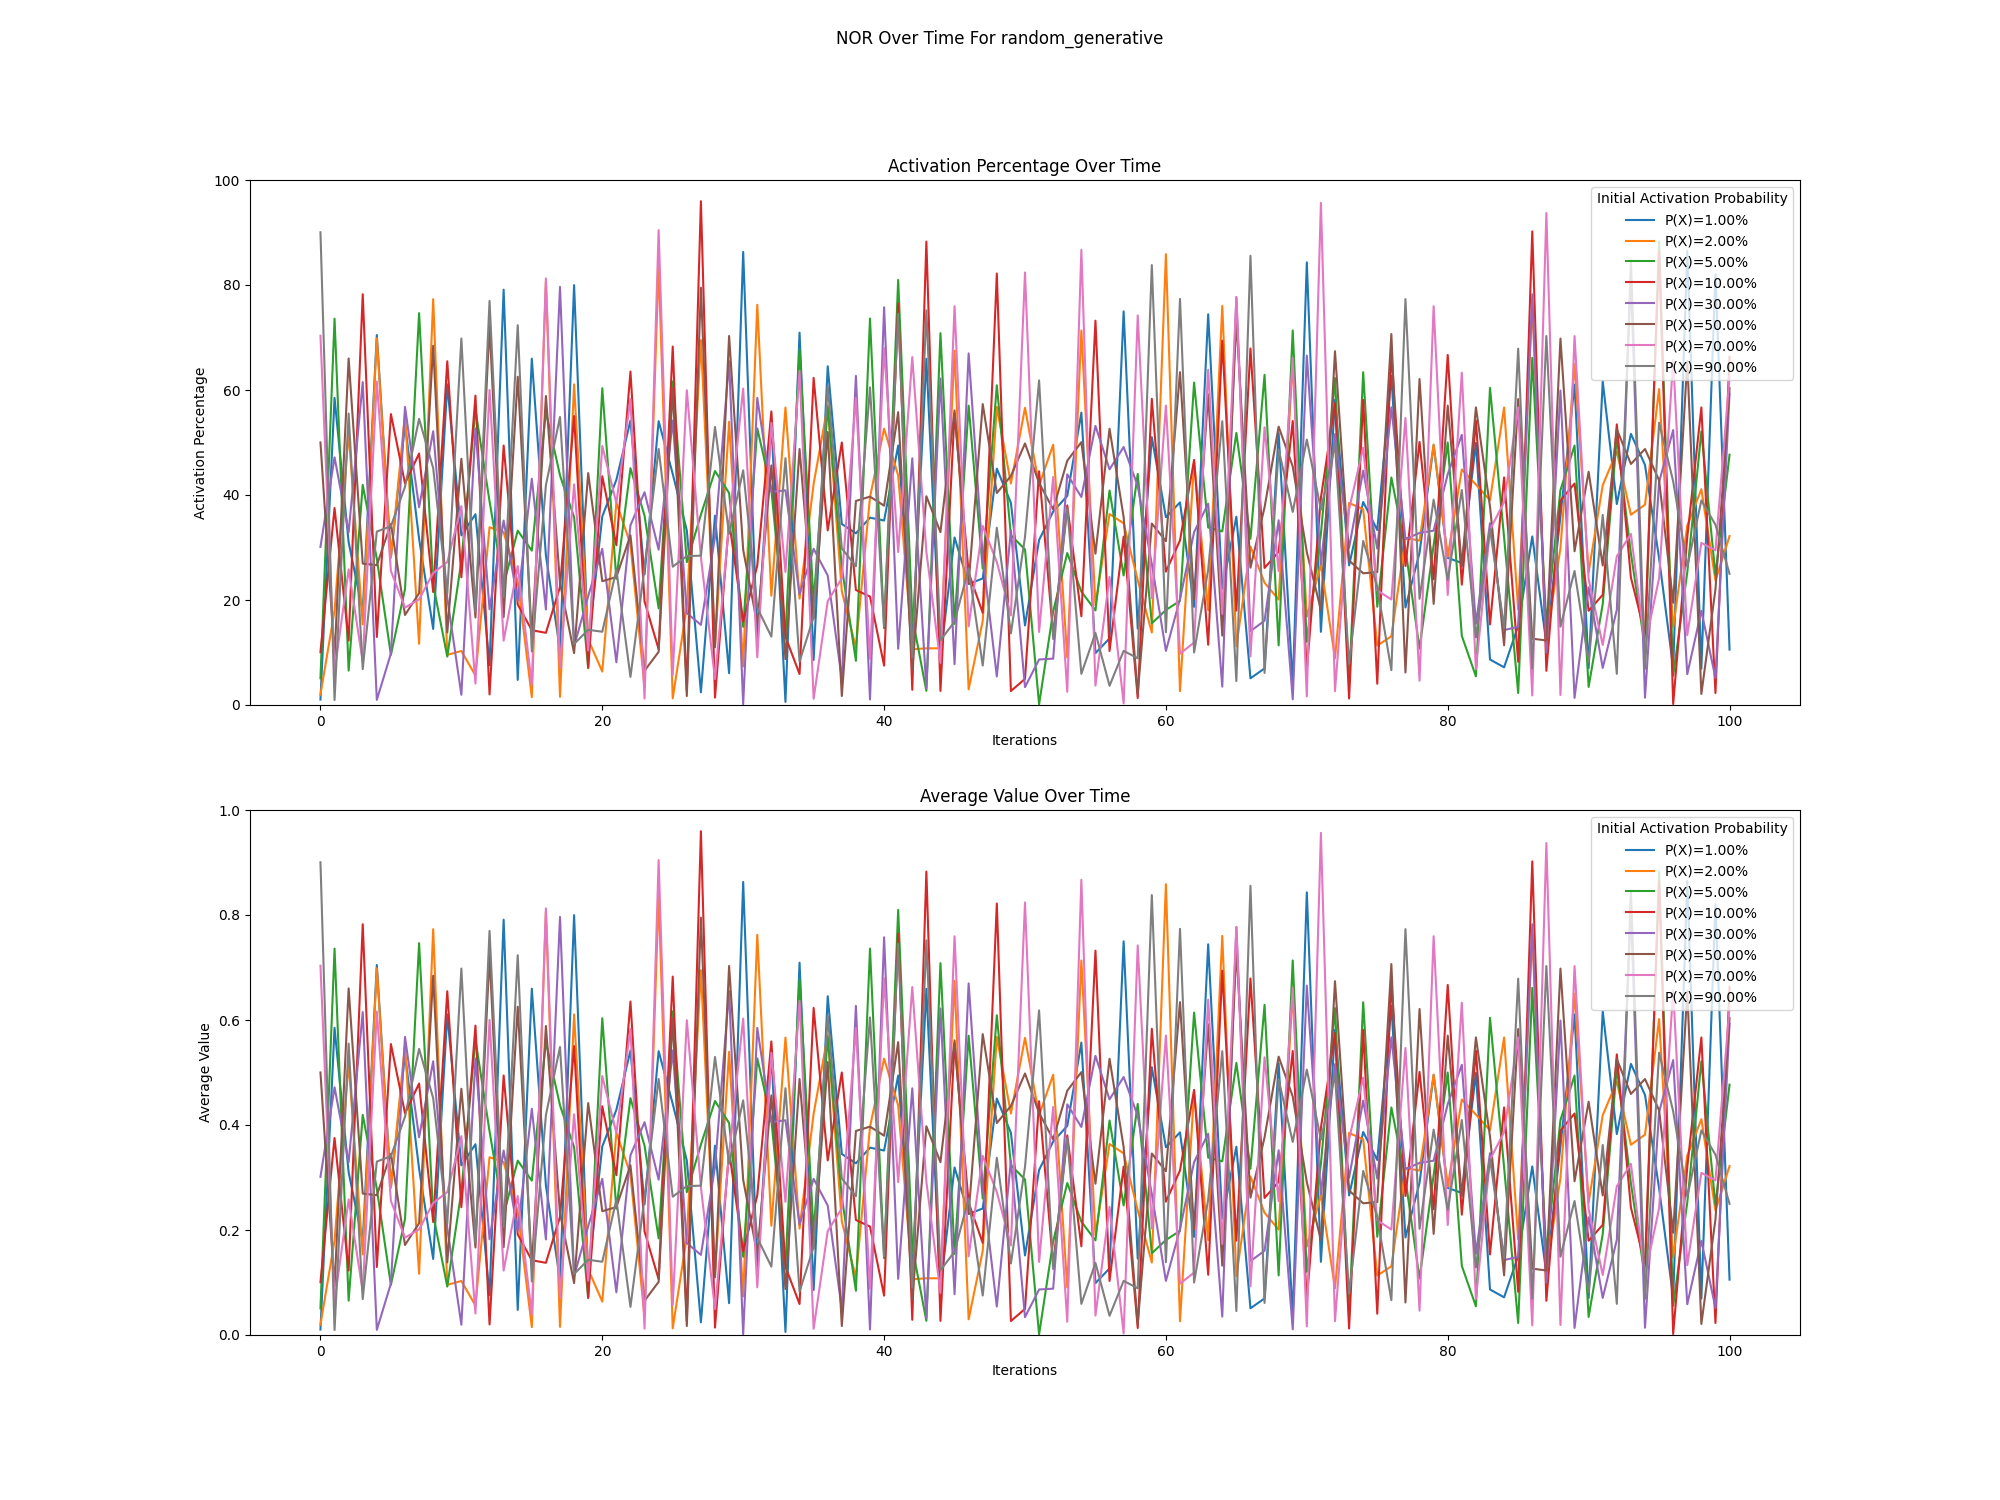 NOR Over Time For random_generative
Activation Percentage Over Time
100
80
60
40
20
0
Activation Percentage
Initial Activation Probability
P(X)=1.00%
P(X)=2.00%
P(X)=5.00%
P(X)=10.00%
P(X)=30.00%
P(X)=50.00%
P(X)=70.00%
P(X)=90.00%
0 20 40 60 80 100
Iterations
Average Value Over Time
1.0
0.8
0.6
0.4
0.2
0.0
Average Value
Initial Activation Probability
P(X)=1.00%
P(X)=2.00%
P(X)=5.00%
P(X)=10.00%
P(X)=30.00%
P(X)=50.00%
P(X)=70.00%
P(X)=90.00%
0 20 40 60 80 100
Iterations